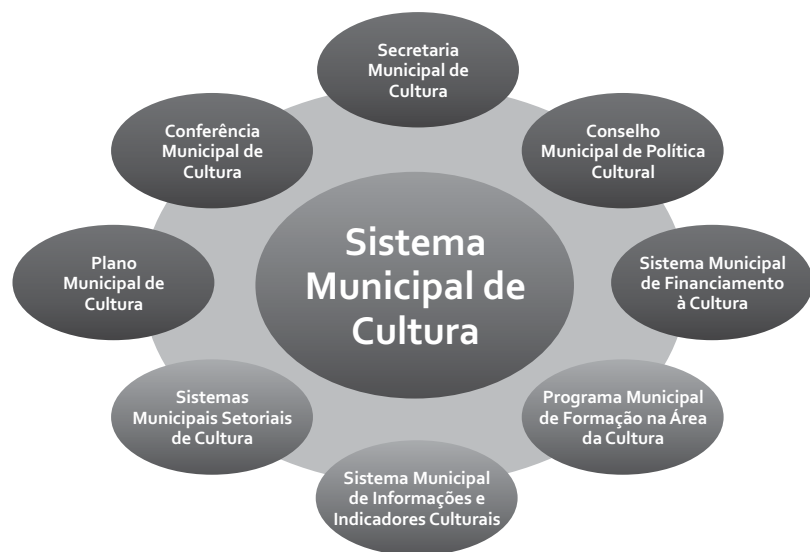 Secretaria
Municipal de
Cultura
Conferência
Municipal de
Cultura
Conselho
Municipal de Política
Cultural
Plano
Municipal de
Cultura
Sistema
Municipal de
Cultura
Sistema Municipal
de Financiamento
à Cultura
Sistemas
Municipais Setoriais
de Cultura
Programa Municipal
de Formação na Área
da Cultura
Sistema Municipal
de Informações e
Indicadores Culturais